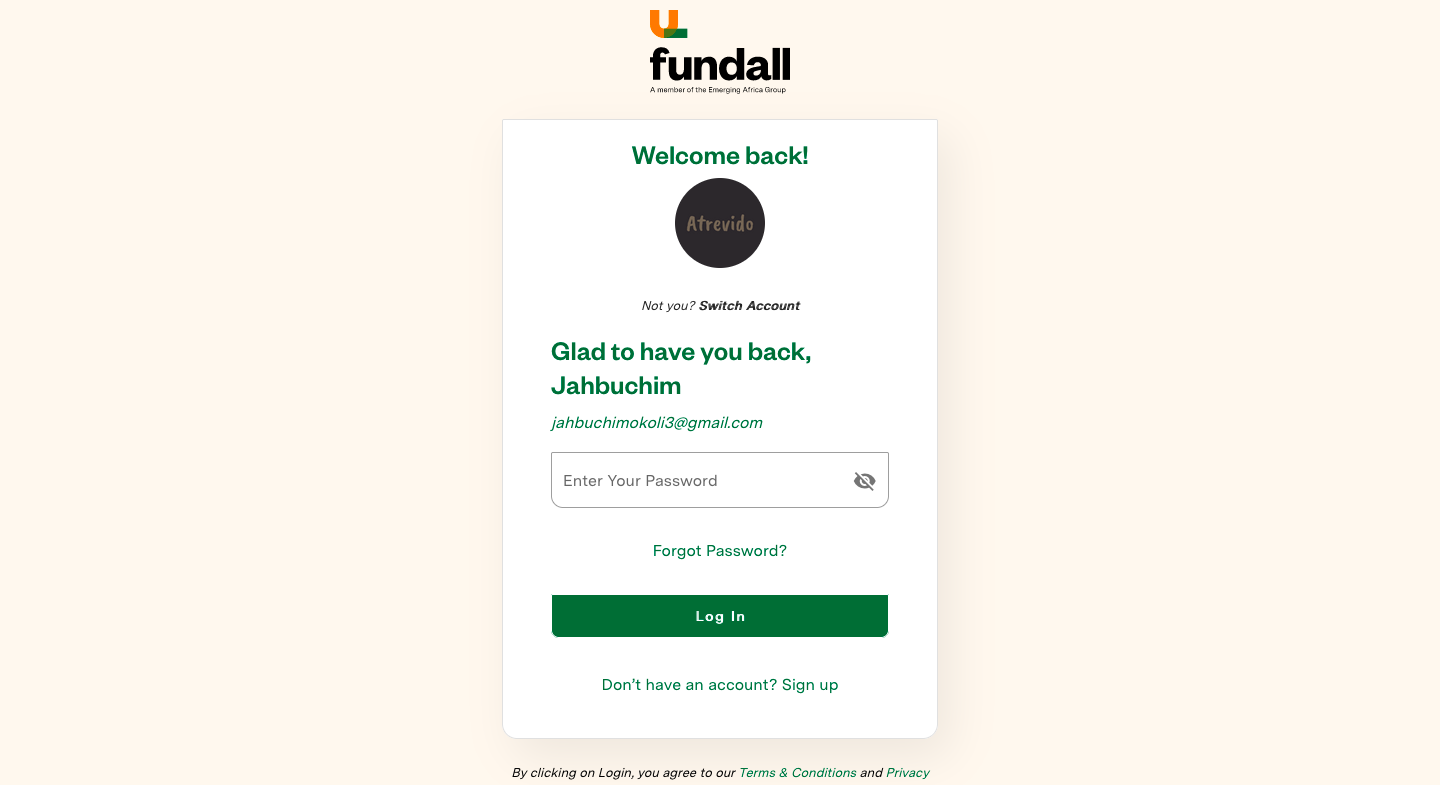 fundall
A member of the Emerging Africa Group
Welcome back!
Atrevido
Not you? Switch Account
Glad to have you back,
Jahbuchim
jahbuchimokoli3@gmail.com
Enter Your Password
Forgot Password?
Log In
Don’t have an account? Sign up
By clicking on Login, you agree to our Terms & Conditions and Privacy